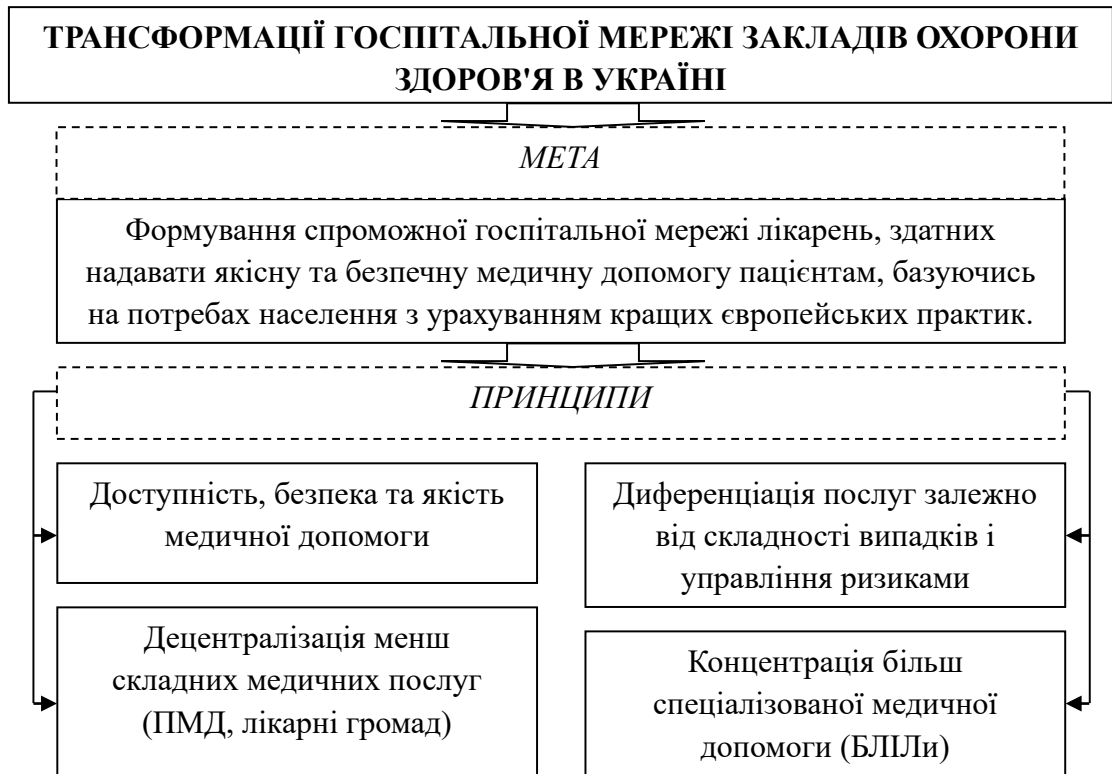 ТРАНСФОРМАЦІЇ ГОСПІТАЛЬНОЇ МЕРЕЖІ ЗАКЛАДІВ ОХОРОНИ
ЗДОРОВ'Я В УКРАЇНІ
МЕТА
Формування спроможної госпітальної мережі лікарень, здатних
надавати якісну та безпечну медичну допомогу пацієнтам, базуючись
на потребах населення з урахуванням кращих європейських практик.
ПРИНЦИПИ
Доступність, безпека та якість
медичної допомоги
Диференціація послуг залежно
від складності випадків і
управління ризиками
Децентралізація менш
складних медичних послуг
(ПМД, лікарні громад)
Концентрація більш
спеціалізованої медичної
допомоги (БЛІЛи)